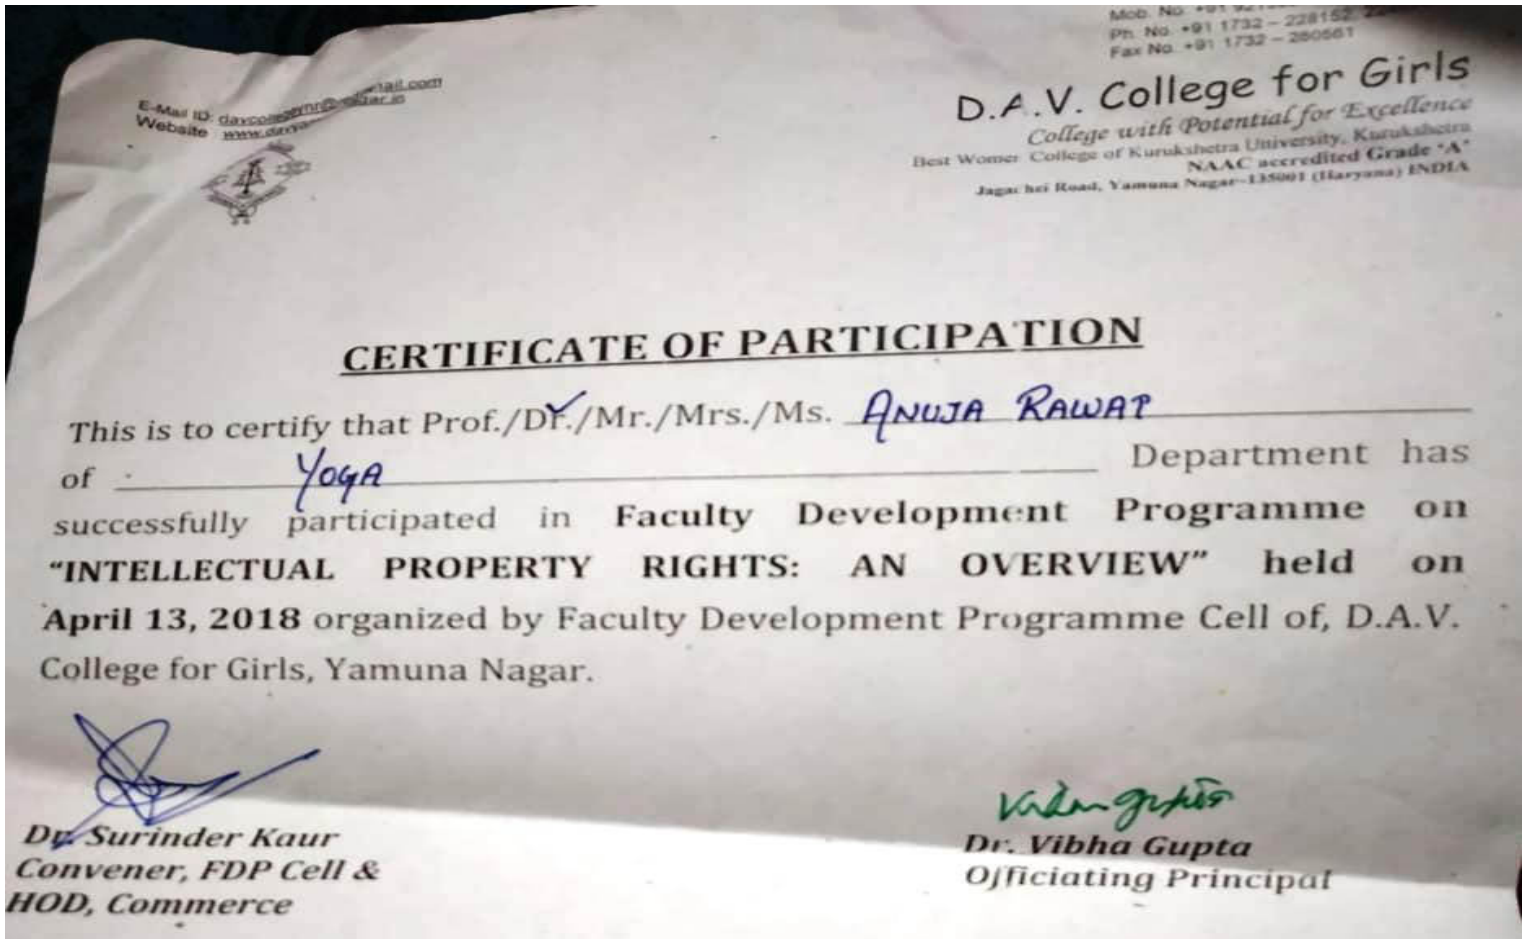 Mob. No.
Ph. No. +91 1732 – 228152,
Fax No. +91 1732 – 280561
E-Mail ID:
Website :
D.A.V. College for Girls
College with Potential for Excellence
Best Women College of Kurukshetra University, Kurukshetra
NAAC accredited Grade "A"
Road, Yamuna Nagar-135001 (Haryana) INDIA
CERTIFICATE OF PARTICIPATION
This is to certify that Prof./Dr./Mr./Mrs./Ms. ANUJA RAWAT
of YOGA Department has
successfully participated in Faculty Development Programme on
"INTELLECTUAL PROPERTY RIGHTS: AN OVERVIEW" held on
April 13, 2018 organized by Faculty Development Programme Cell of, D.A.V.
College for Girls, Yamuna Nagar.
Dr. Surinder Kaur
Convener, FDP Cell &
HOD, Commerce
Dr. Vibha Gupta
Officiating Principal